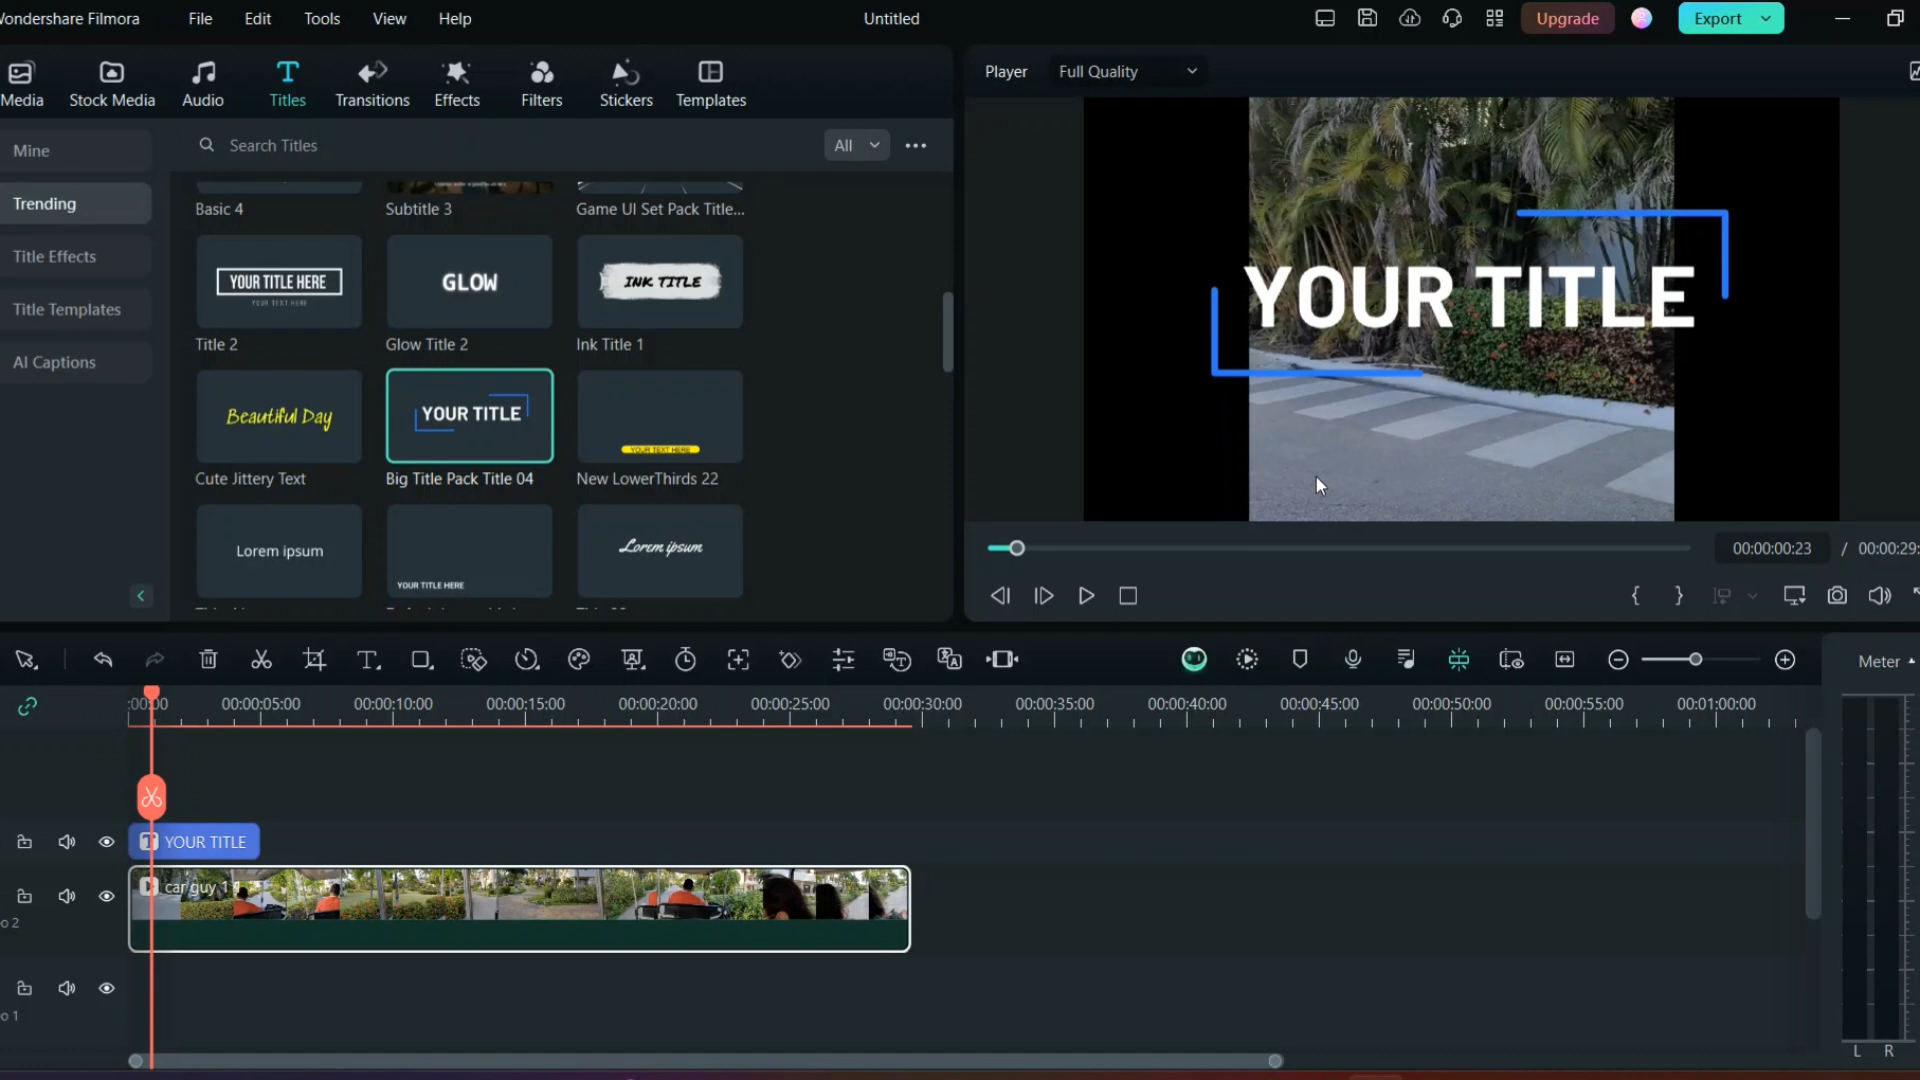 Wondershare Filmora File Edit Tools View Help Untitled Upgrade Export
Media Stock Media Audio Titles Transitions Effects Filters Stickers Templates
Player Full Quality
Mine
Trending
Title Effects
Title Templates
AI Captions
Search Titles All
Basic 4 Subtitle 3 Game UI Set Pack Title...
YOUR TITLE HERE
YOUR TEXT HERE
GLOW
INK TITLE
Title 2 Glow Title 2 Ink Title 1
Beautiful Day
YOUR TITLE
YOUR TEXT HERE
Cute Jittery Text Big Title Pack Title 04 New LowerThirds 22
Lorem ipsum
YOUR TITLE HERE
Lorem ipsum
YOUR TITLE
00:00:00:23 / 00:00:29:
Meter
:00:00 00:00:05:00 00:00:10:00 00:00:15:00 00:00:20:00 00:00:25:00 00:00:30:00 00:00:35:00 00:00:40:00 00:00:45:00 00:00:50:00 00:00:55:00 00:01:00:00
YOUR TITLE
car guy 1
o 2
o 1
L R